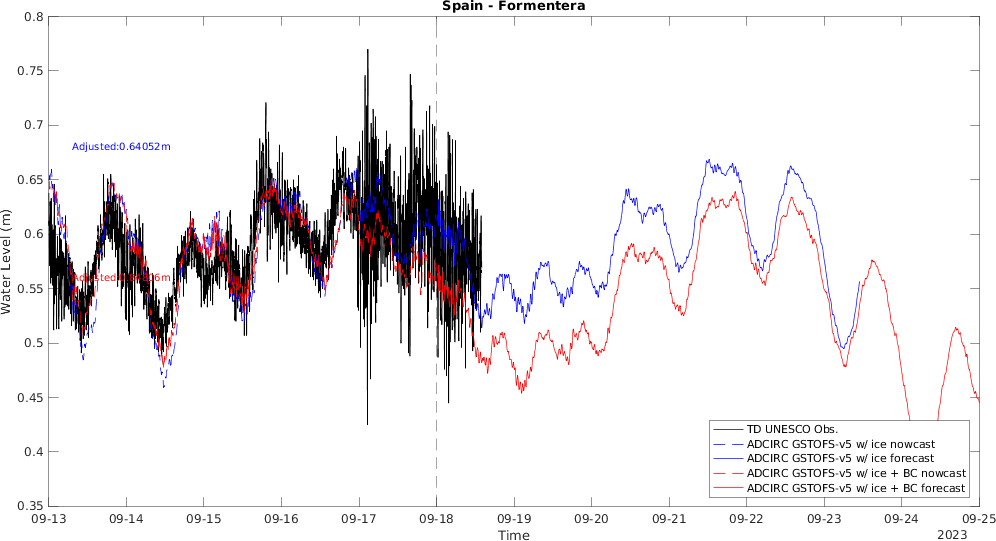 Spain - Formentera
0.8
0.75
0.7
0.65
0.6
0.55
0.5
0.45
0.4
0.35
Water Level (m)
Adjusted:0.64052m
09-13
09-14
09-15
09-16
09-17
09-18
09-19
09-20
09-21
09-22
09-23
09-24
09-25
Time
2023
TD UNESCO Obs.
ADCIRC GSTOFS-v5 w/ ice nowcast
ADCIRC GSTOFS-v5 w/ ice forecast
ADCIRC GSTOFS-v5 w/ ice + BC nowcast
ADCIRC GSTOFS-v5 w/ ice + BC forecast